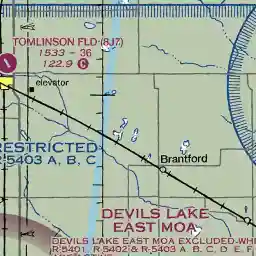 TOMLINSON FLD (8J7)
1533 - 36
122.9 C
elevator
RESTRICTED
R-5403 A, B, C
Brantford
DEVILS LAKE
EAST MOA
DEVILS LAKE EAST MOA EXCLUDED WH
R-5401, R-5402 & R-5403 A, B, C, D, E, F